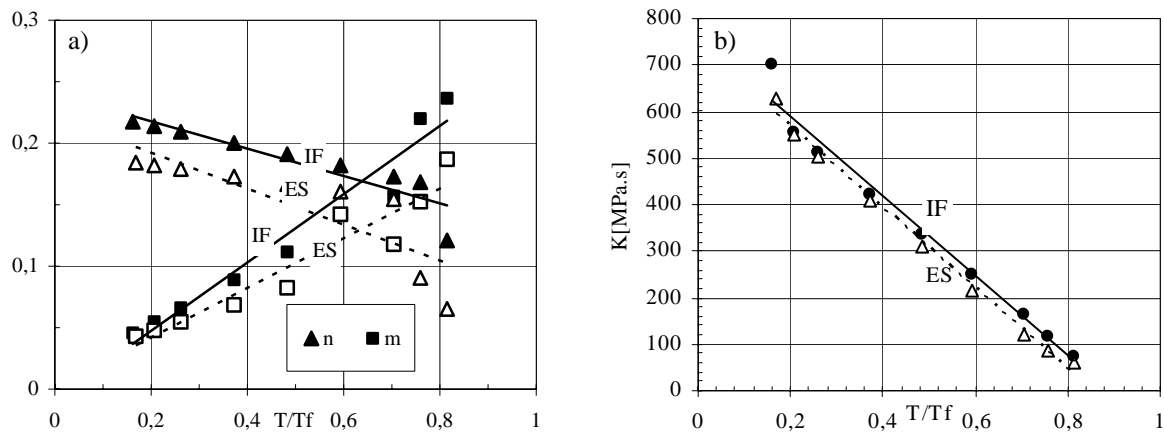 a)
0,3
0,2
0,1
0
IF
ES
IF
ES
n m
0 0,2 0,4 T/Tf 0,6 0,8 1
b)
800
700
600
500
400
300
200
100
0
K[MPa.s]
IF
ES
0 0,2 0,4 T/Tf 0,6 0,8 1